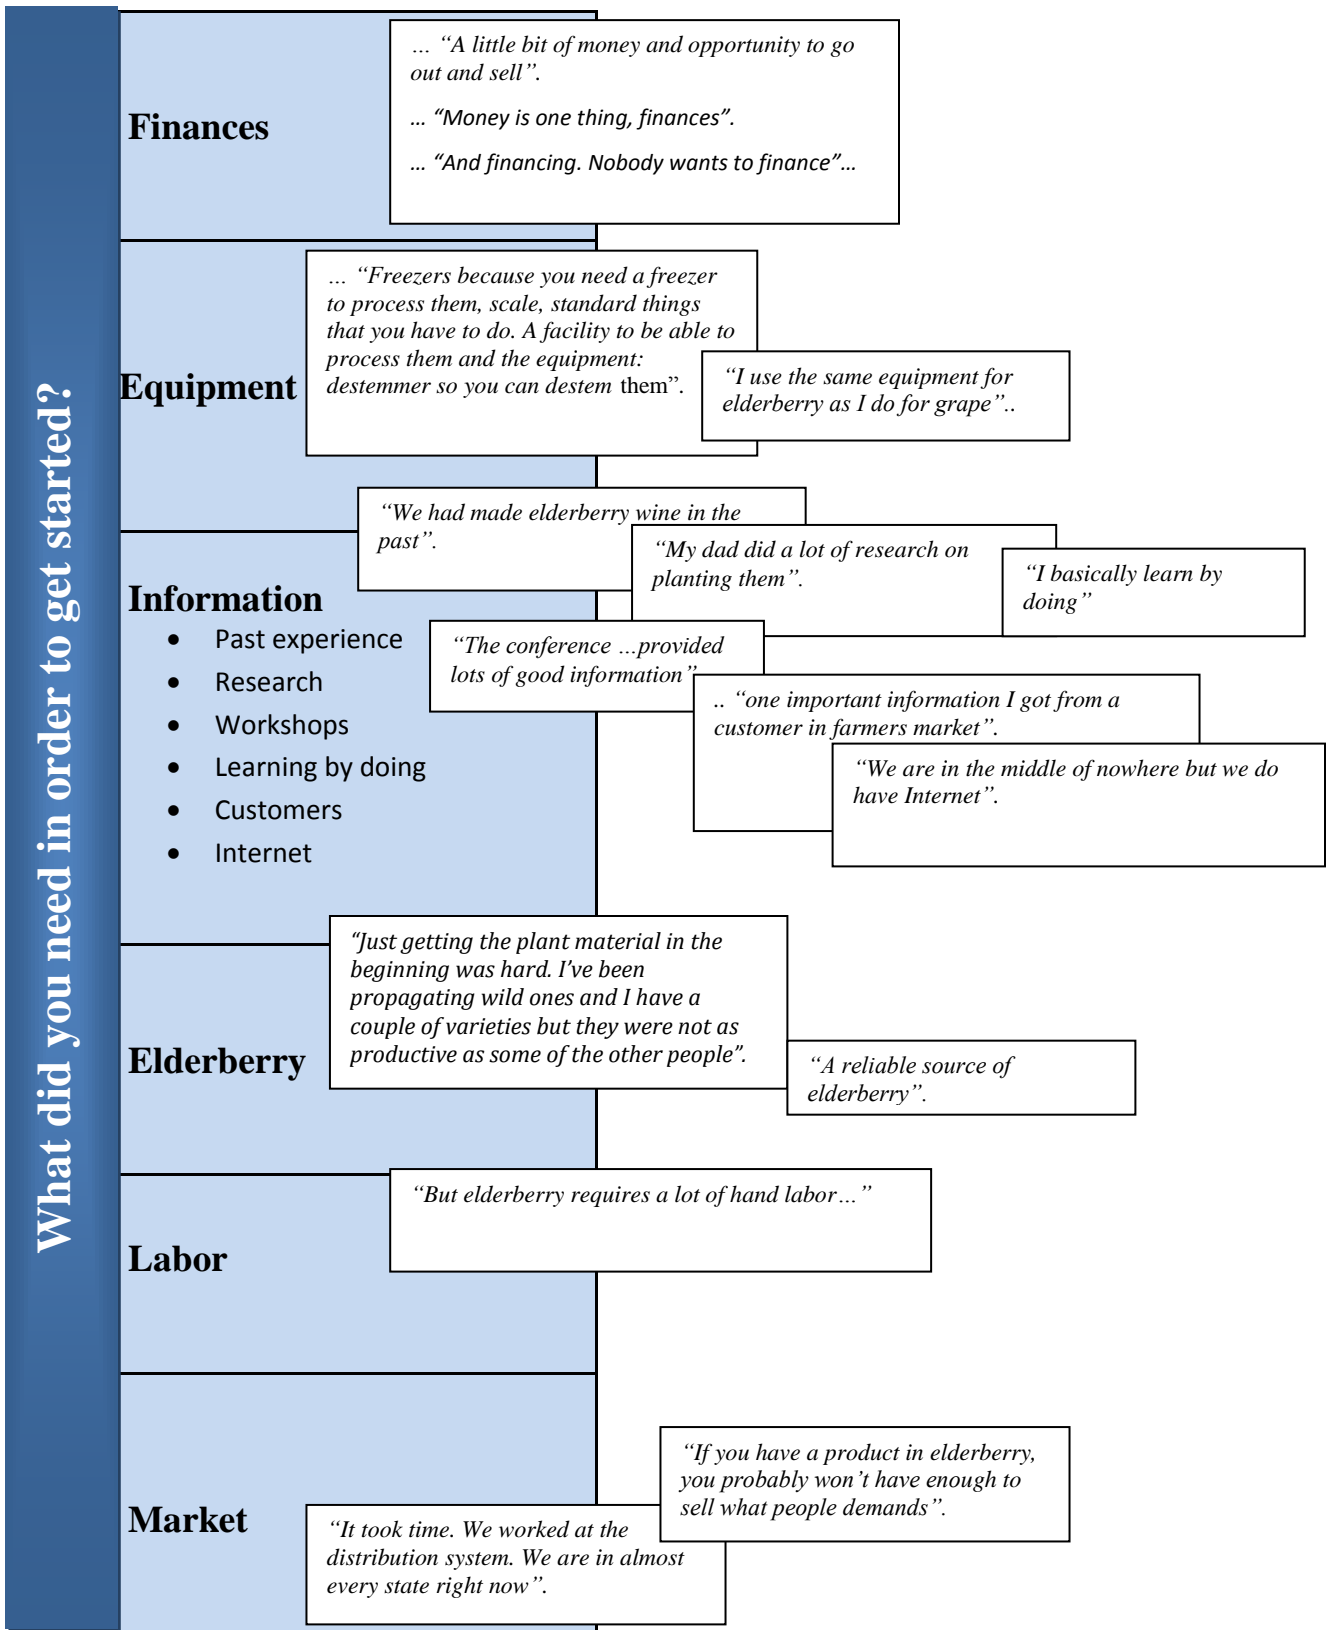 What did you need in order to get started?
Finances
… “A little bit of money and opportunity to go
out and sell”.
… “Money is one thing, finances”.
… “And financing. Nobody wants to finance”…
Equipment
… “Freezers because you need a freezer
to process them, scale, standard things
that you have to do. A facility to be able to
process them and the equipment:
destemmer so you can destem them”.
“I use the same equipment for
elderberry as I do for grape”..
Information
• Past experience
• Research
• Workshops
• Learning by doing
• Customers
• Internet
“We had made elderberry wine in the
past”.
“My dad did a lot of research on
planting them”.
“I basically learn by
doing”
“The conference …provided
lots of good information”
.. “one important information I got from a
customer in farmers market”.
“We are in the middle of nowhere but we do
have Internet”.
Elderberry
“Just getting the plant material in the
beginning was hard. I’ve been
propagating wild ones and I have a
couple of varieties but they were not as
productive as some of the other people”.
“A reliable source of
elderberry”.
Labor
“But elderberry requires a lot of hand labor…”
Market
“If you have a product in elderberry,
you probably won’t have enough to
sell what people demands”.
“It took time. We worked at the
distribution system. We are in almost
every state right now”.